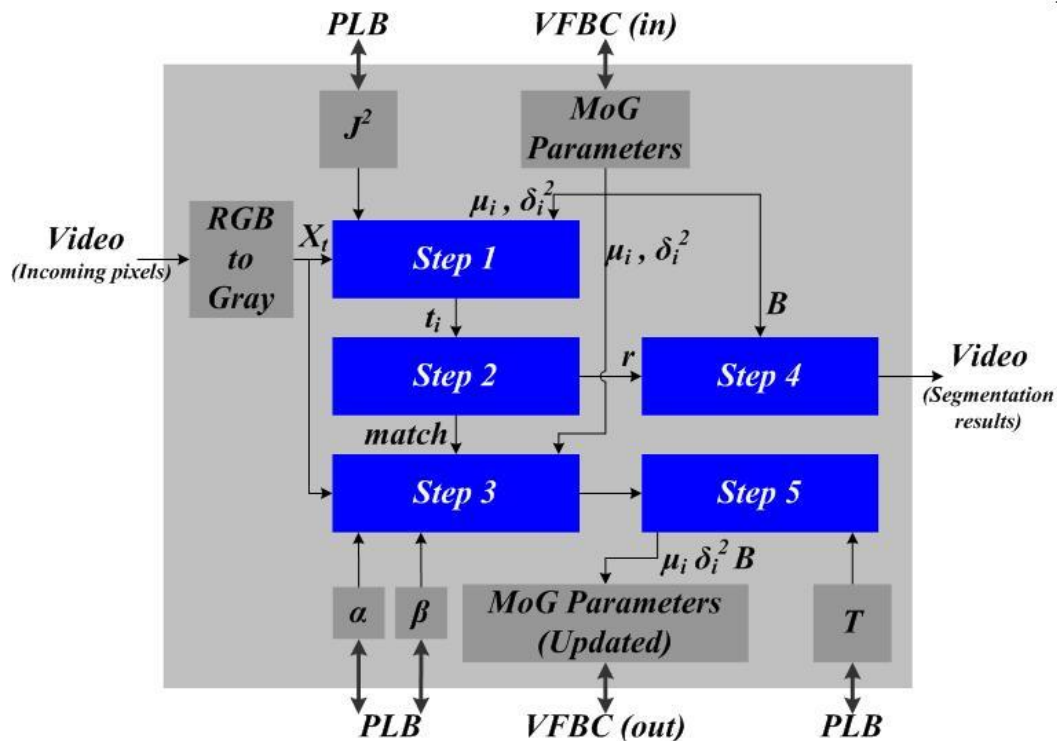 PLB
VFBC (in)
J²
MoG
Parameters
μᵢ , δᵢ²
RGB
to
Gray
Xₜ
Video
(Incoming pixels)
Step 1
μᵢ , δᵢ²
tᵢ
B
Step 2
r
Step 4
Video
(Segmentation
results)
match
Step 3
Step 5
μᵢ δᵢ² B
α
β
MoG Parameters
(Updated)
T
PLB
VFBC (out)
PLB